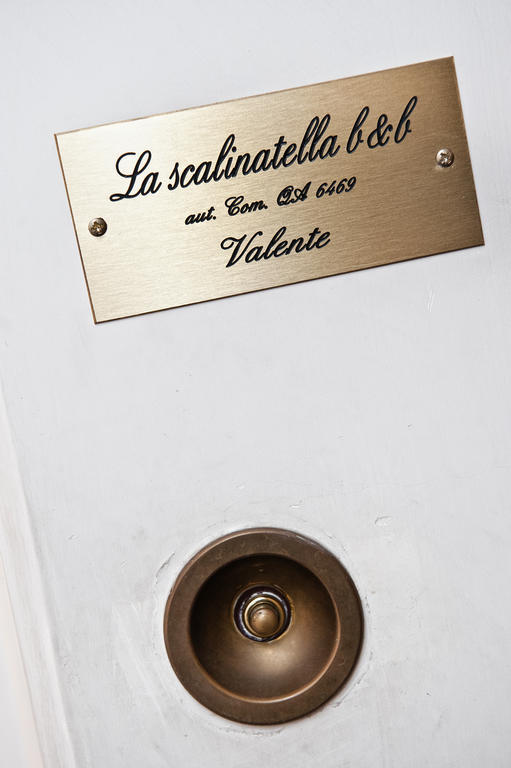 La scalinatella b&b
aut. Com. QA 6469
Valente